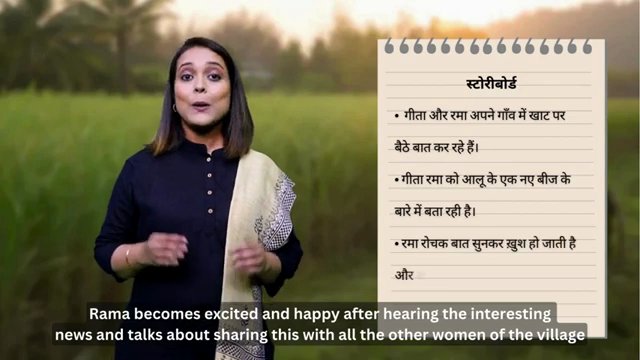 स्टोरीबोर्ड
• गीता और रमा अपने गाँव में खाट पर
बैठे बात कर रहे हैं।
• गीता रमा को आलू के एक नए बीज के
बारे में बता रही है।
• रमा रोचक बात सुनकर ख़ुश हो जाती है
और
Rama becomes excited and happy after hearing the interesting
news and talks about sharing this with all the other women of the village